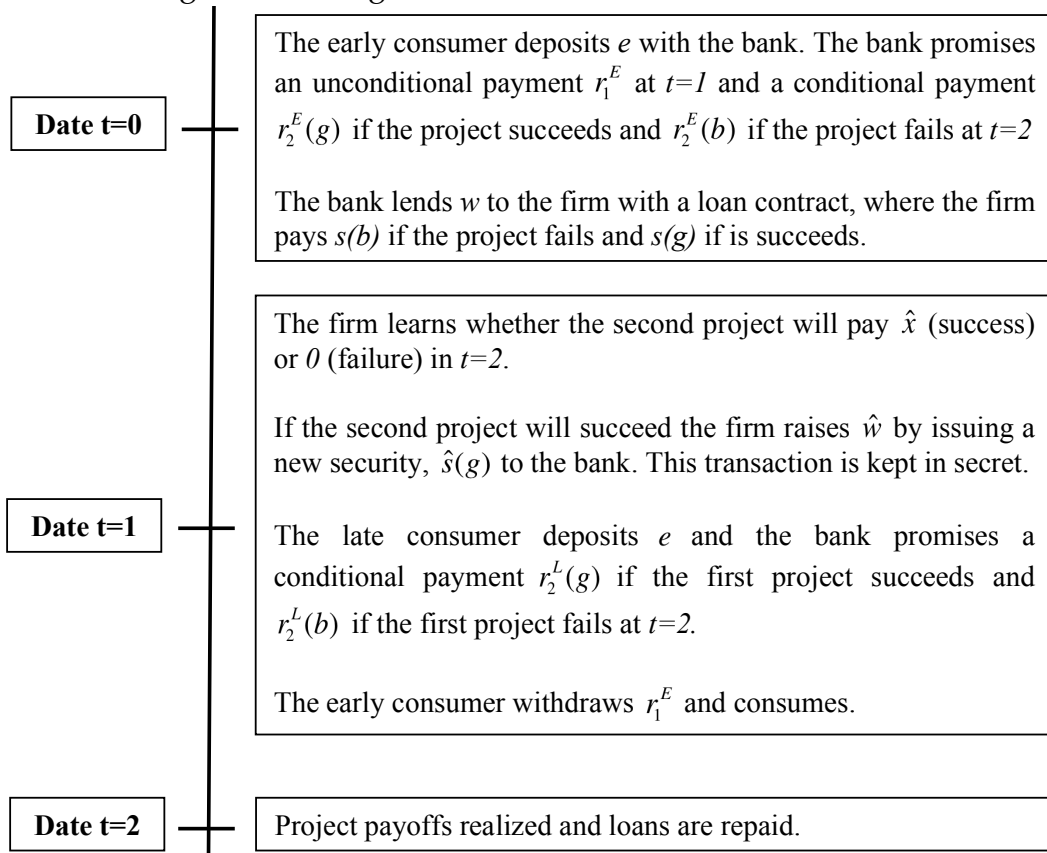 Date t=0
The early consumer deposits e with the bank. The bank promises
an unconditional payment r_1^E at t=1 and a conditional payment
r_2^E(g) if the project succeeds and r_2^E(b) if the project fails at t=2
The bank lends w to the firm with a loan contract, where the firm
pays s(b) if the project fails and s(g) if is succeeds.
Date t=1
The firm learns whether the second project will pay x̂ (success)
or 0 (failure) in t=2.
If the second project will succeed the firm raises ŵ by issuing a
new security, ŝ(g) to the bank. This transaction is kept in secret.
The late consumer deposits e and the bank promises a
conditional payment r_2^L(g) if the first project succeeds and
r_2^L(b) if the first project fails at t=2.
The early consumer withdraws r_1^E and consumes.
Date t=2
Project payoffs realized and loans are repaid.